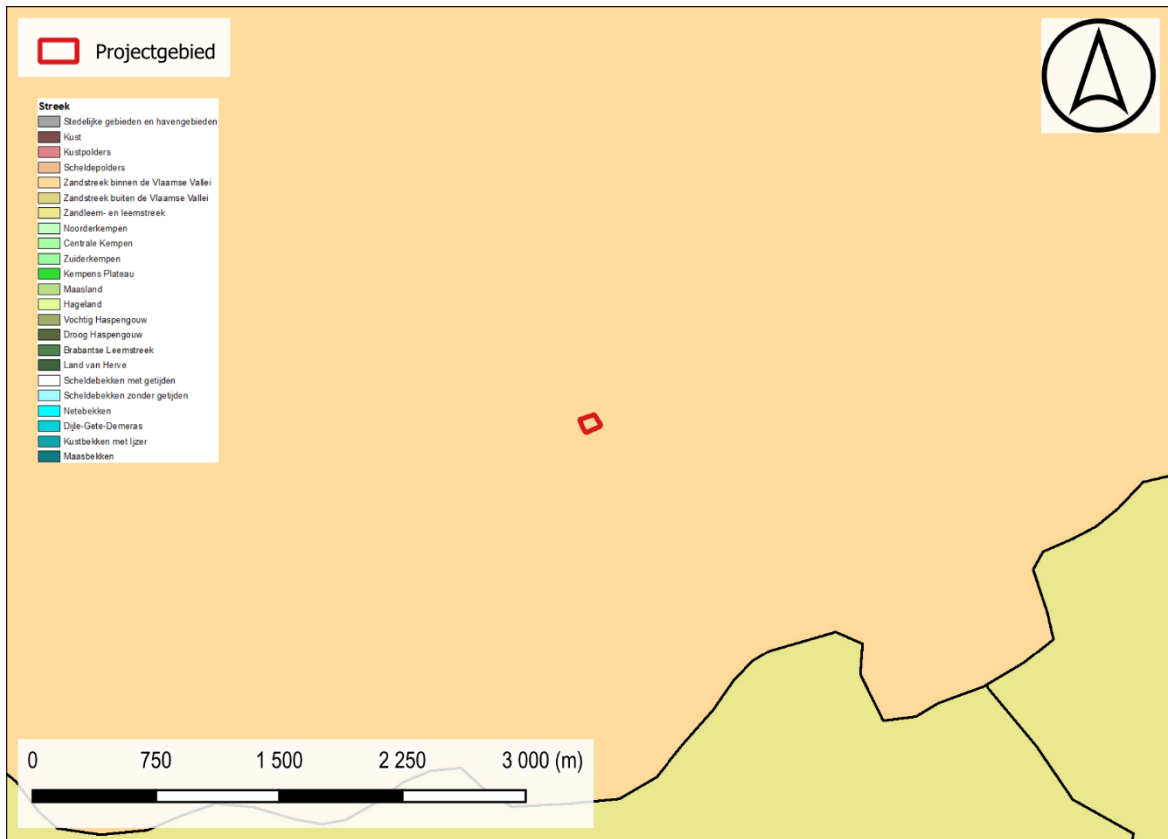 Projectgebied
Streek
Stedelijke gebieden en havengebieden
Kust
Kustpolders
Scheldepolders
Zandstreek binnen de Vlaamse Vallei
Zandstreek buiten de Vlaamse Vallei
Zandleem- en leemstreek
Noorderkempen
Centrale Kempen
Zuiderkempen
Kempens Plateau
Maasland
Hageland
Vochtig Haspengouw
Droog Haspengouw
Brabantse Leemstreek
Land van Herve
Scheldebekken met getijden
Scheldebekken zonder getijden
Netebekken
Dijle-Gete-Demeras
Kustbekken met Ijzer
Maasbekken
0 750 1 500 2 250 3 000 (m)